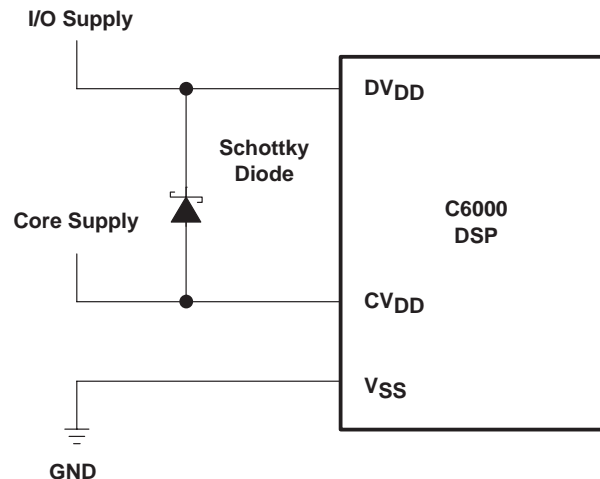 I/O Supply
DVDD
Schottky
Diode
C6000
DSP
Core Supply
CVDD
VSS
GND